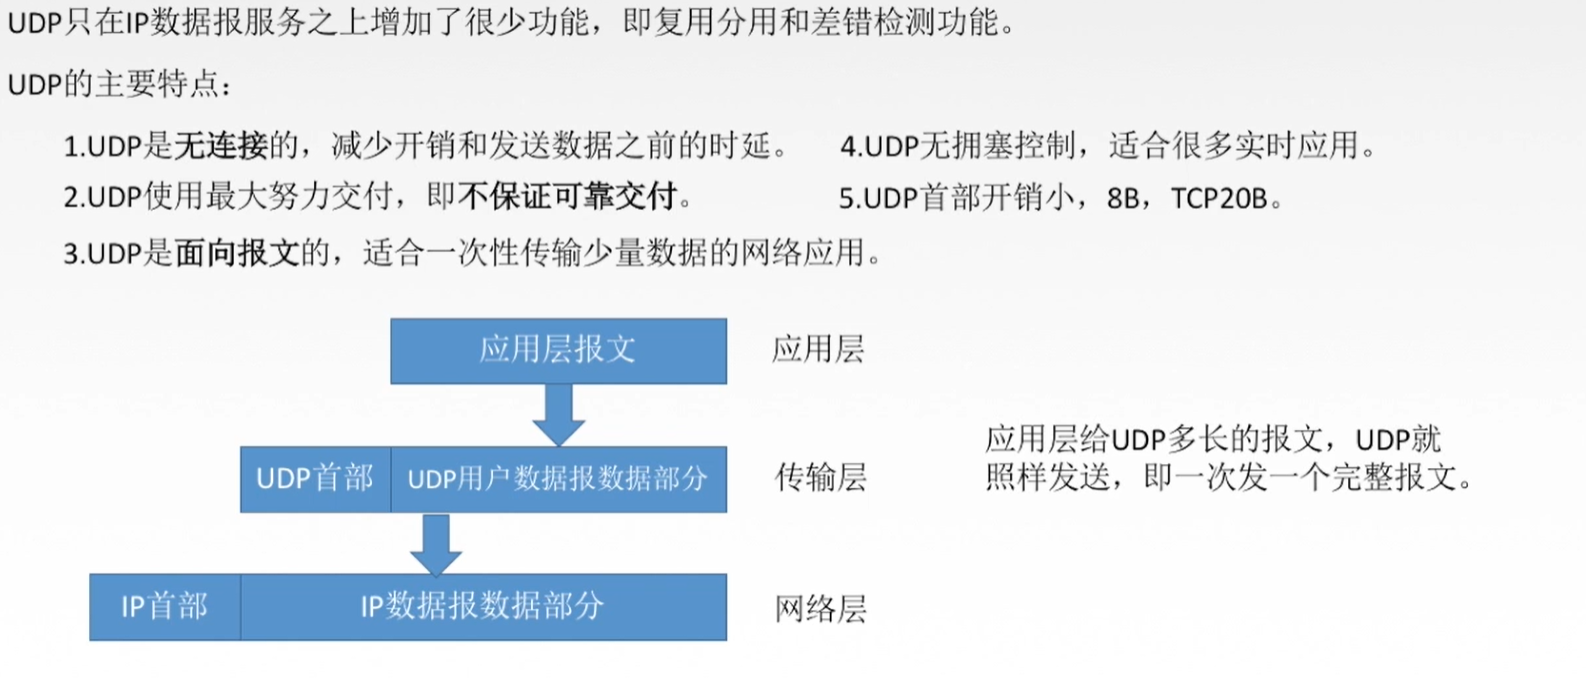 UDP只在IP数据报服务之上增加了很少功能，即复用分用和差错检测功能。
UDP的主要特点：
1.UDP是无连接的，减少开销和发送数据之前的时延。
2.UDP使用最大努力交付，即不保证可靠交付。
3.UDP是面向报文的，适合一次性传输少量数据的网络应用。
4.UDP无拥塞控制，适合很多实时应用。
5.UDP首部开销小，8B，TCP20B。
应用层报文
应用层
UDP首部
UDP用户数据报数据部分
传输层
应用层给UDP多长的报文，UDP就
照样发送，即一次发一个完整报文。
IP首部
IP数据报数据部分
网络层